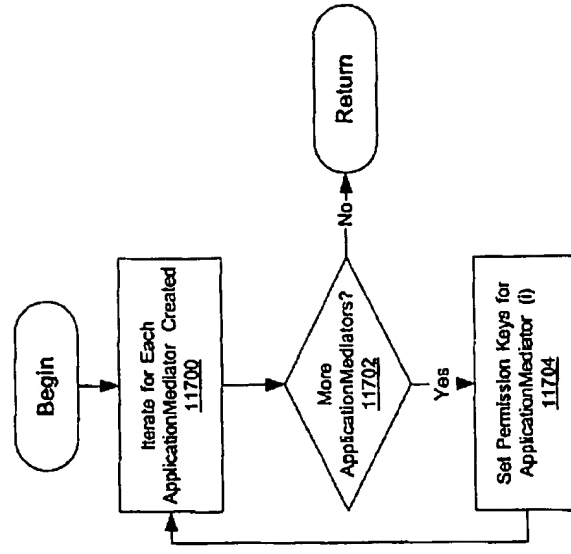 Begin
Iterate for Each
ApplicationMediator Created
11700
More
ApplicationMediators?
11702
No
Return
Yes
Set Permission Keys for
ApplicationMediator (i)
11704